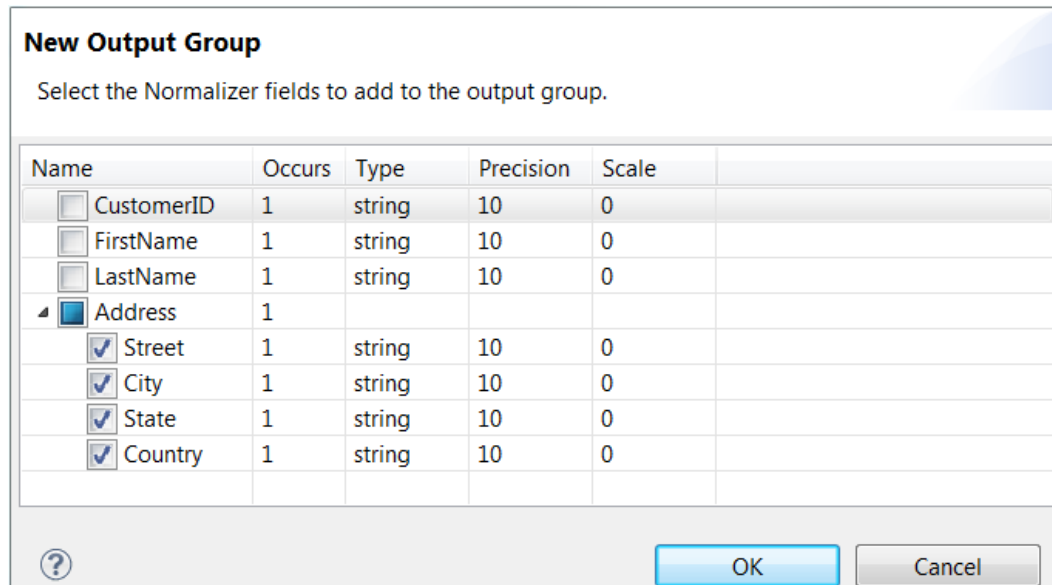 New Output Group
Select the Normalizer fields to add to the output group.
Name Occurs Type Precision Scale
CustomerID 1 string 10 0
FirstName 1 string 10 0
LastName 1 string 10 0
Address 1
Street 1 string 10 0
City 1 string 10 0
State 1 string 10 0
Country 1 string 10 0
? OK Cancel